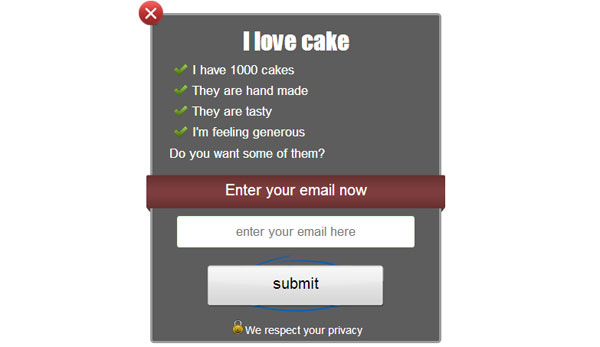 I love cake
I have 1000 cakes
They are hand made
They are tasty
I'm feeling generous
Do you want some of them?
Enter your email now
enter your email here
submit
We respect your privacy